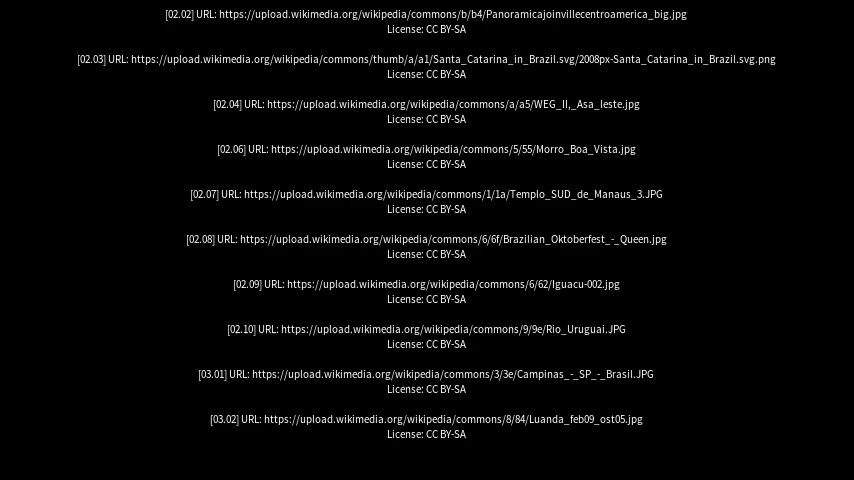 [02.02] URL: https://upload.wikimedia.org/wikipedia/commons/b/b4/Panoramicajoinvillecentroamerica_big.jpg
License: CC BY-SA
[02.03] URL: https://upload.wikimedia.org/wikipedia/commons/thumb/a/a1/Santa_Catarina_in_Brazil.svg/2008px-Santa_Catarina_in_Brazil.svg.png
License: CC BY-SA
[02.04] URL: https://upload.wikimedia.org/wikipedia/commons/a/a5/WEG_II,_Asa_leste.jpg
License: CC BY-SA
[02.06] URL: https://upload.wikimedia.org/wikipedia/commons/5/55/Morro_Boa_Vista.jpg
License: CC BY-SA
[02.07] URL: https://upload.wikimedia.org/wikipedia/commons/1/1a/Templo_SUD_de_Manaus_3.JPG
License: CC BY-SA
[02.08] URL: https://upload.wikimedia.org/wikipedia/commons/6/6f/Brazilian_Oktoberfest_-_Queen.jpg
License: CC BY-SA
[02.09] URL: https://upload.wikimedia.org/wikipedia/commons/6/62/Iguacu-002.jpg
License: CC BY-SA
[02.10] URL: https://upload.wikimedia.org/wikipedia/commons/9/9e/Rio_Uruguai.JPG
License: CC BY-SA
[03.01] URL: https://upload.wikimedia.org/wikipedia/commons/3/3e/Campinas_-_SP_-_Brasil.JPG
License: CC BY-SA
[03.02] URL: https://upload.wikimedia.org/wikipedia/commons/8/84/Luanda_feb09_ost05.jpg
License: CC BY-SA